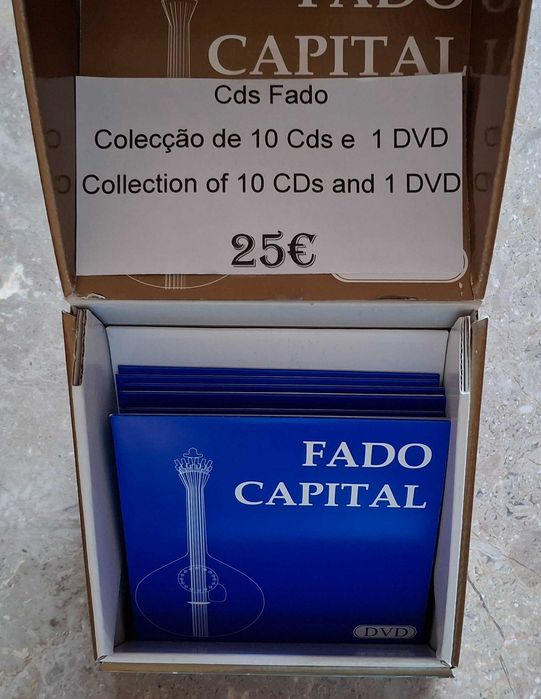 FADO
CAPITAL
Cds Fado
Colecção de 10 Cds e 1 DVD
Collection of 10 CDs and 1 DVD
25€
FADO
CAPITAL
DVD